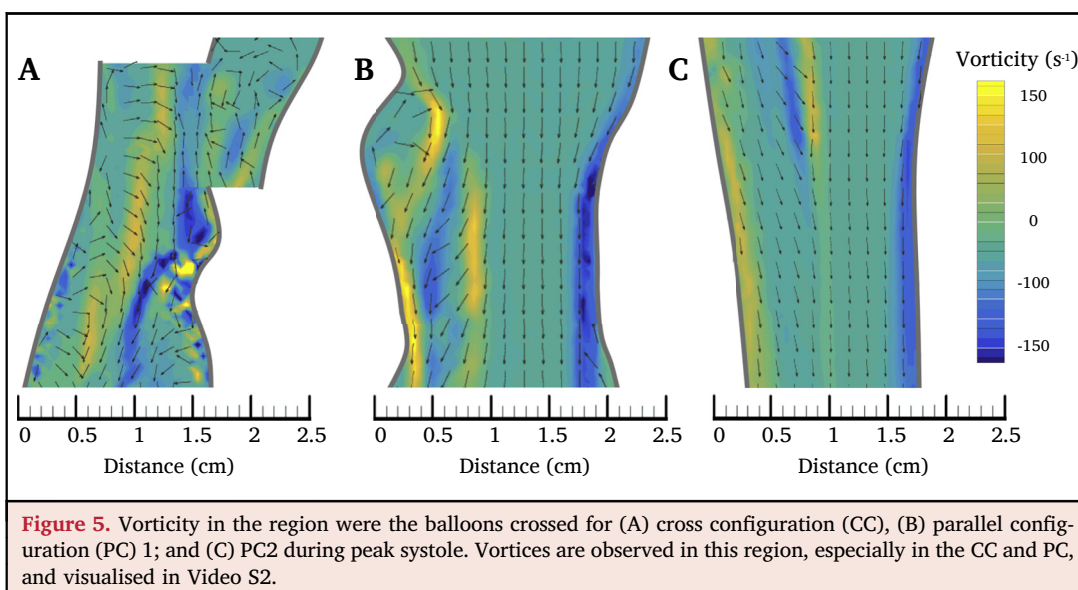 A
B
C
Vorticity (s-1)
150
100
0
-100
-150
0 0.5 1 1.5 2 2.5
0 0.5 1 1.5 2 2.5
0 0.5 1 1.5 2 2.5
Distance (cm)
Distance (cm)
Distance (cm)
Figure 5. Vorticity in the region were the balloons crossed for (A) cross configuration (CC), (B) parallel config-
uration (PC) 1; and (C) PC2 during peak systole. Vortices are observed in this region, especially in the CC and PC,
and visualised in Video S2.